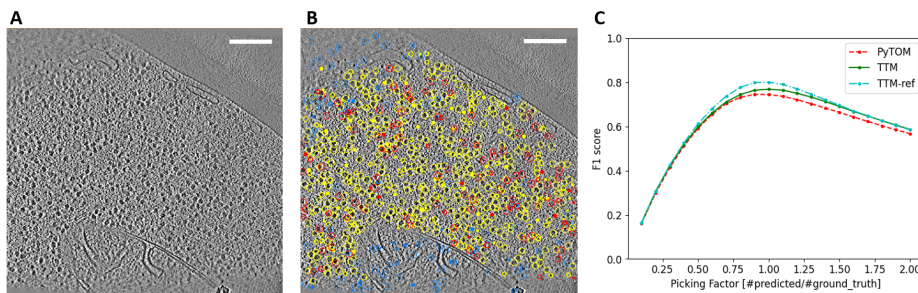 A
B
C
1.0
0.8
0.6
0.4
0.2
0.0
F1 score
PyTOM
TTM
TTM-ref
0.25 0.50 0.75 1.00 1.25 1.50 1.75 2.00
Picking Factor [#predicted/#ground_truth]